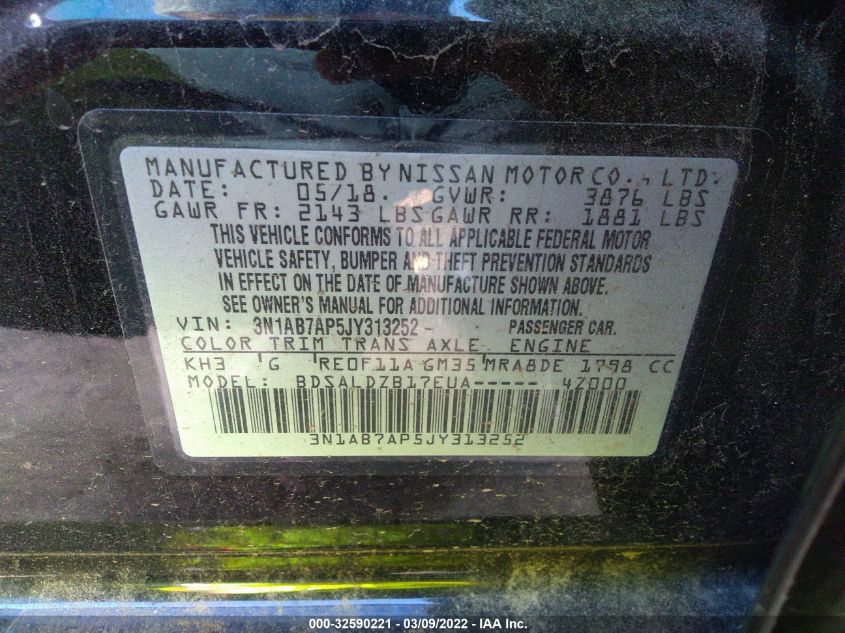 MANUFACTURED BY NISSAN MOTOR CO., LTD.
DATE: 05/18. GVWR: 3876 LBS
GAWR FR: 2143 LBS GAWR RR: 1881 LBS
THIS VEHICLE CONFORMS TO ALL APPLICABLE FEDERAL MOTOR
VEHICLE SAFETY, BUMPER AND THEFT PREVENTION STANDARDS
IN EFFECT ON THE DATE OF MANUFACTURE SHOWN ABOVE.
SEE OWNER'S MANUAL FOR ADDITIONAL INFORMATION.
VIN: 3N1AB7AP5JY313252 - PASSENGER CAR.
COLOR TRIM TRANS AXLE ENGINE
KH3 G RE0F11A GM35 MRA8DE 1798 CC
MODEL: BDSALDZB17EUA----- 4Z000
3N1AB7AP5JY313252
000-32590221 - 03/09/2022 - IAA Inc.